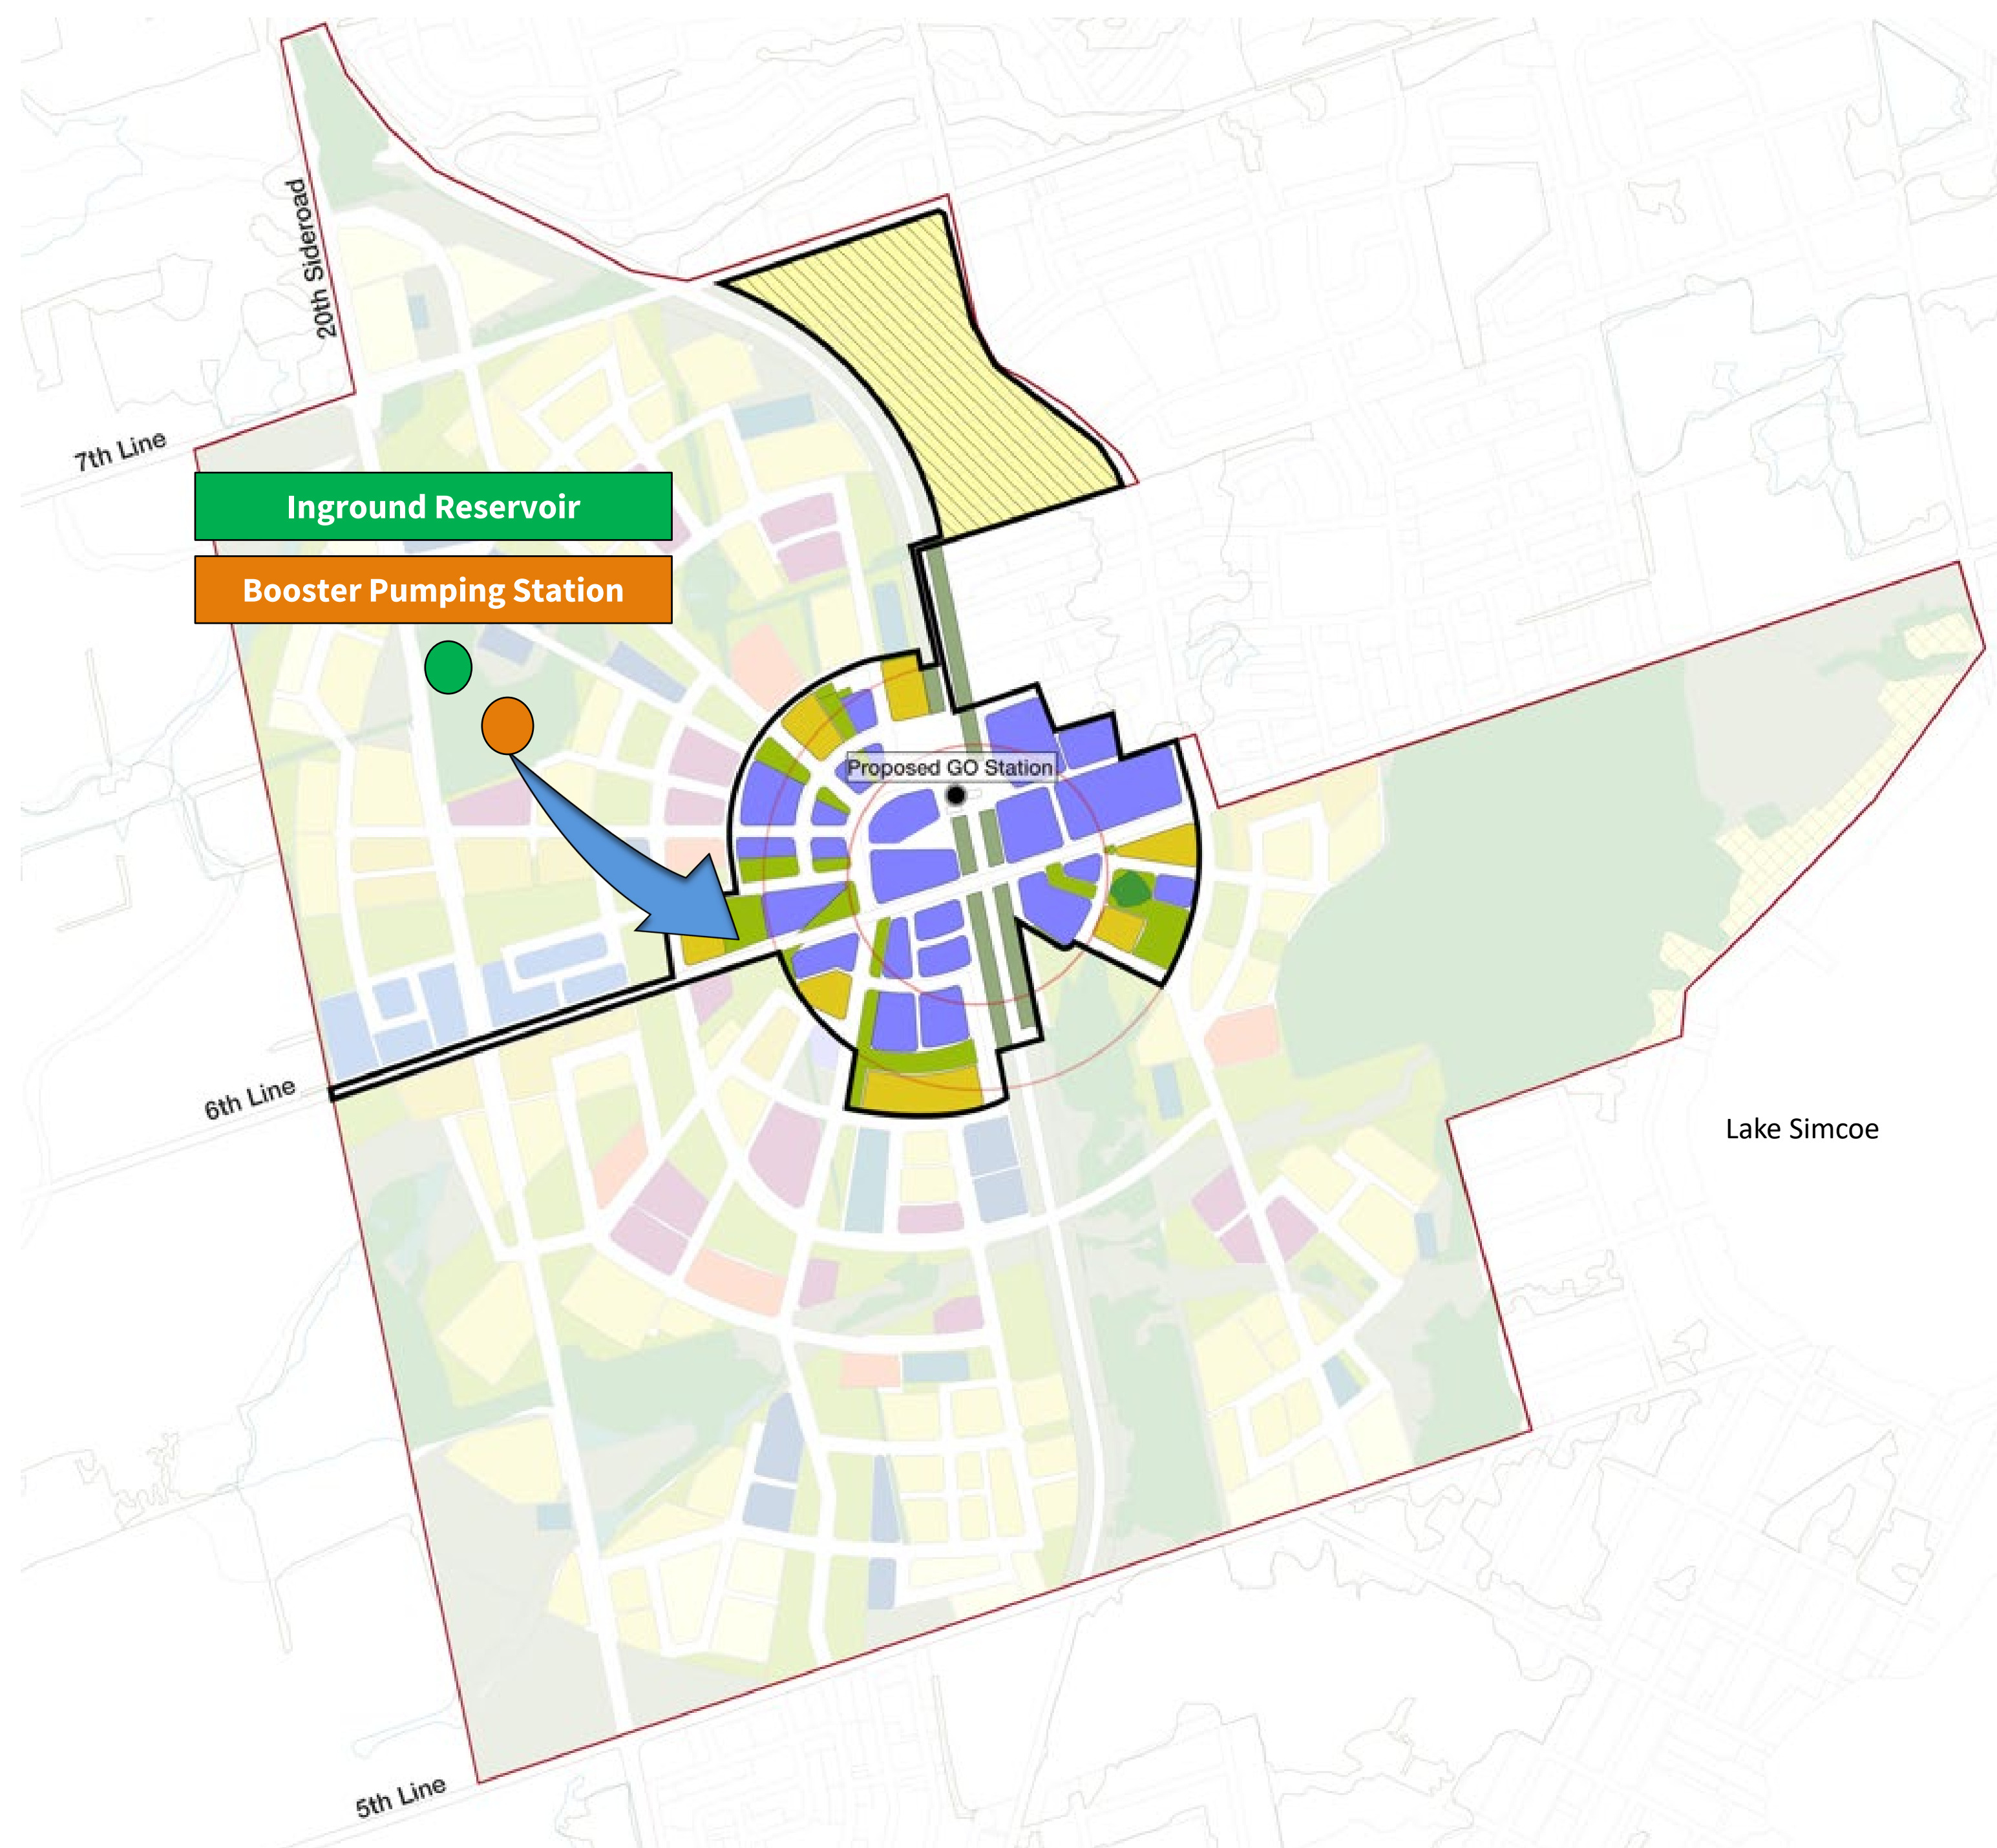 20th Sideroad
7th Line
Inground Reservoir
Booster Pumping Station
Proposed GO Station
6th Line
Lake Simcoe
5th Line